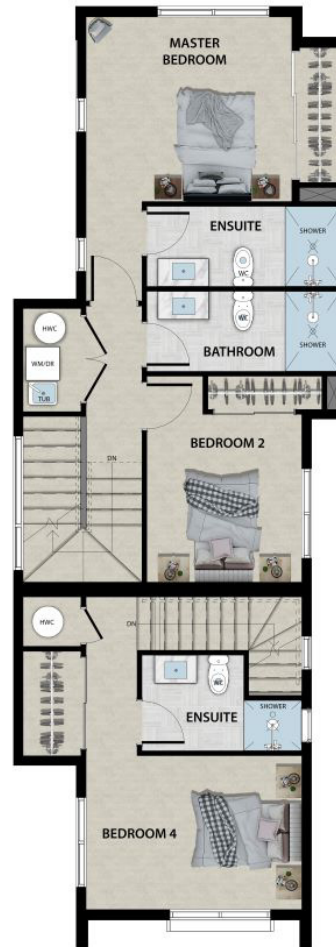 MASTER
BEDROOM
ENSUITE
SHOWER
WC
WC
SHOWER
BATHROOM
HWC
WM/DR
TUB
BEDROOM 2
DN
HWC
DN
WC
ENSUITE
SHOWER
BEDROOM 4